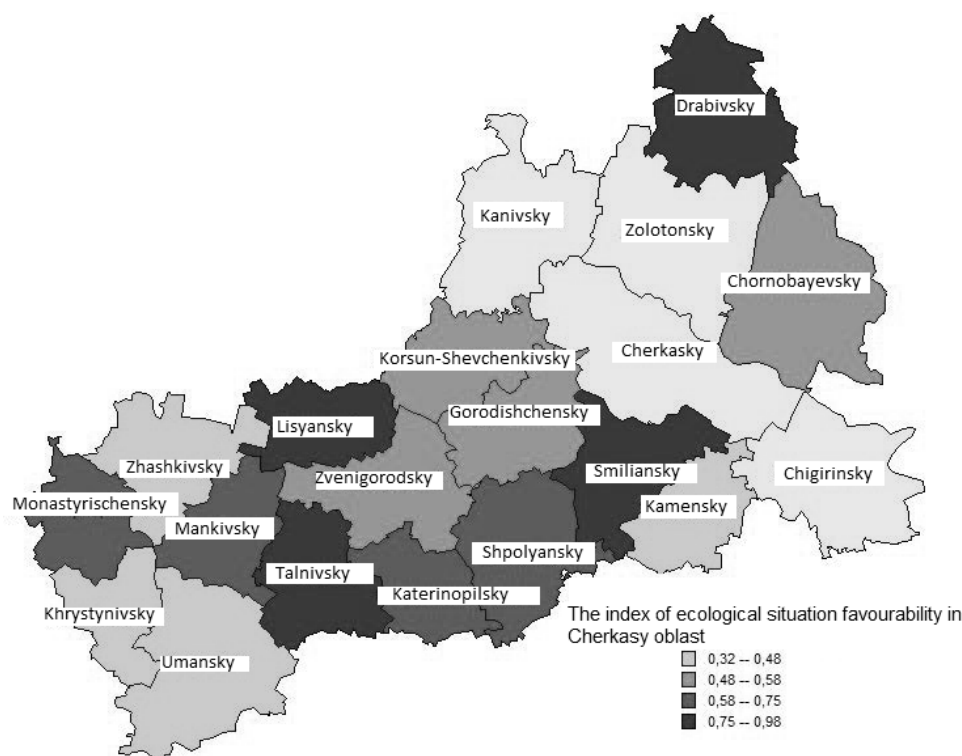 Drabivsky
Kanivsky
Zolotonsky
Chornobayevsky
Korsun-Shevchenkivsky
Cherkasky
Gorodishchensky
Lisyansky
Zhashkivsky
Zvenigorodsky
Smiliansky
Chigirinsky
Monastyrischensky
Mankivsky
Kamensky
Shpolyansky
Talnivsky
Katerinopilsky
Khrystynivsky
Umansky
The index of ecological situation favourability in
Cherkasy oblast
0,32 -- 0,48
0,48 -- 0,58
0,58 -- 0,75
0,75 -- 0,98